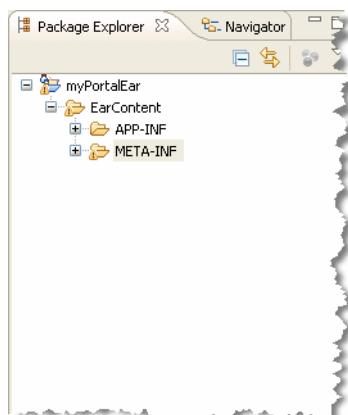 Package Explorer Navigator
myPortalEar
EarContent
APP-INF
META-INF